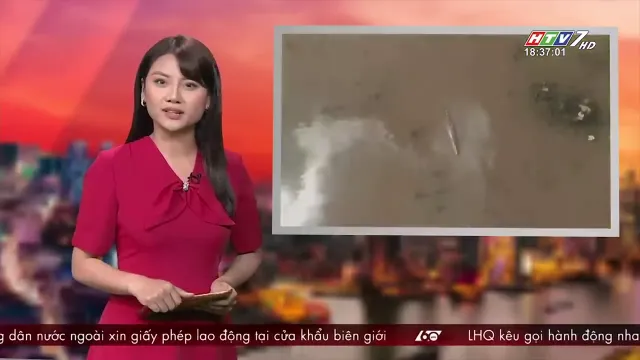 HTV7 HD
18:37:01
g dân nước ngoài xin giấy phép lao động tại cửa khẩu biên giới
60
LHQ kêu gọi hành động nha